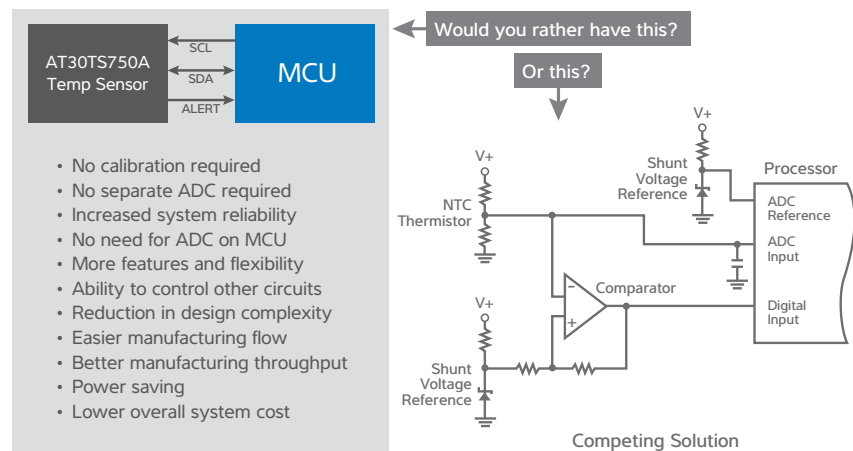 AT30TS750A
Temp Sensor
SCL
SDA
ALERT
MCU
• No calibration required
• No separate ADC required
• Increased system reliability
• No need for ADC on MCU
• More features and flexibility
• Ability to control other circuits
• Reduction in design complexity
• Easier manufacturing flow
• Better manufacturing throughput
• Power saving
• Lower overall system cost
Would you rather have this?
Or this?
V+
NTC
Thermistor
V+
Shunt
Voltage
Reference
Processor
ADC
Reference
ADC
Input
Digital
Input
-
+
Comparator
V+
Shunt
Voltage
Reference
Competing Solution